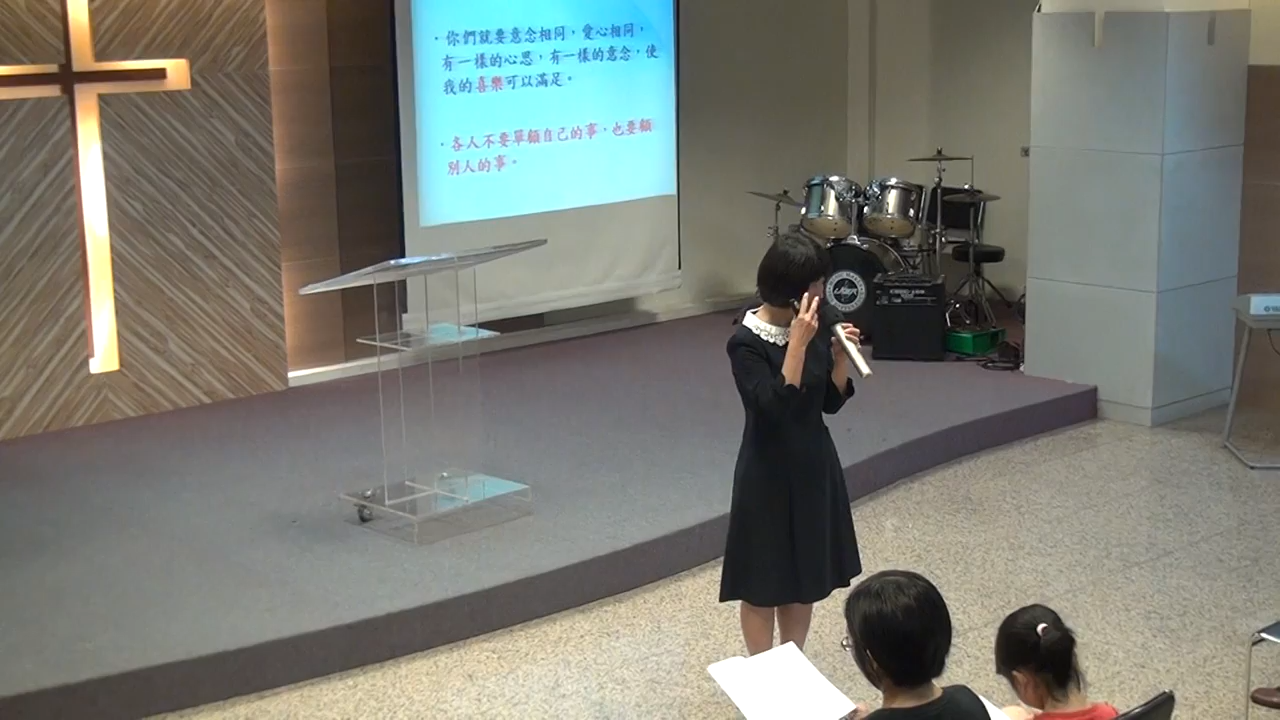 • 你們就要意念相同，愛心相同，
有一樣的心思，有一樣的意念，使
我的喜樂可以滿足。
• 各人不要單顧自己的事，也要顧
別人的事。